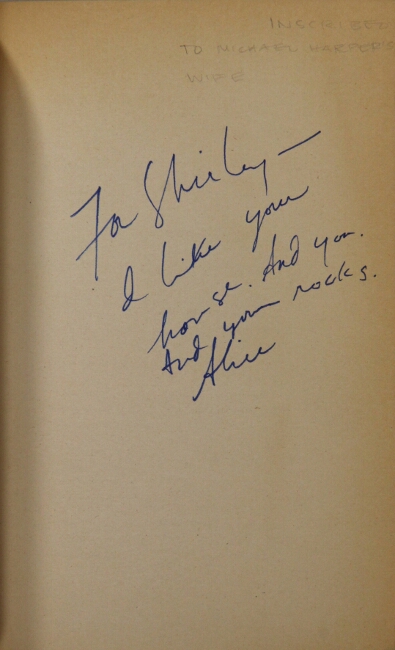 INSCRIBED
TO MICHAEL HARPER'S
WIFE
For Shirley —
I like your
house. And you.
And your rocks.
Alice